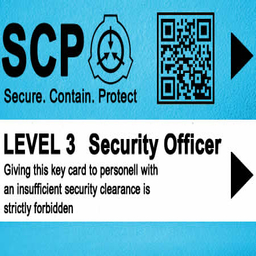 SCP
Secure. Contain. Protect
LEVEL 3 Security Officer
Giving this key card to personell with
an insufficient security clearance is
strictly forbidden